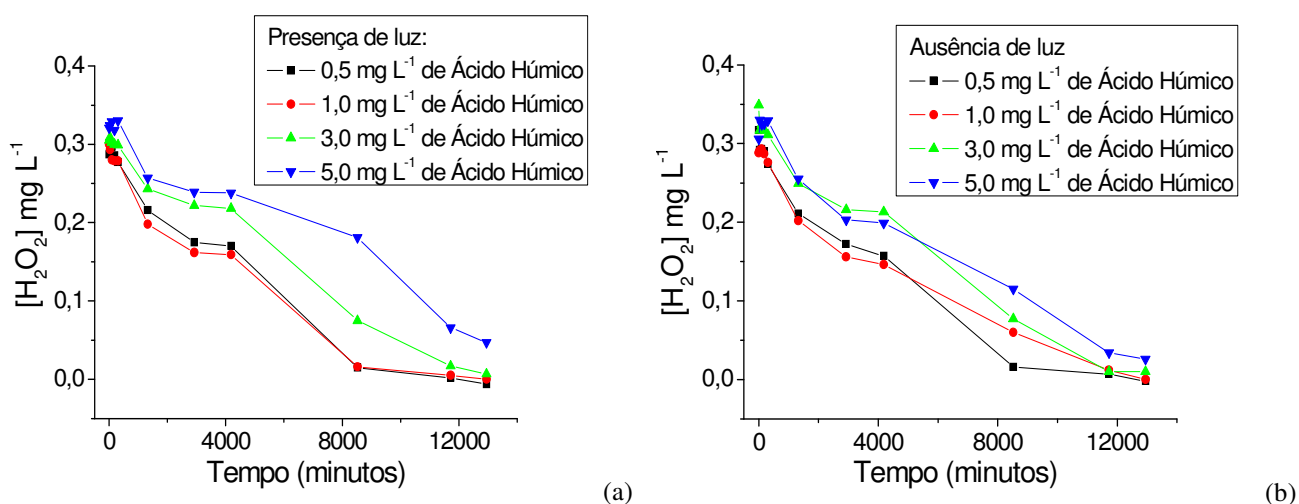 Presença de luz:
0,5 mg L⁻¹ de Ácido Húmico
1,0 mg L⁻¹ de Ácido Húmico
3,0 mg L⁻¹ de Ácido Húmico
5,0 mg L⁻¹ de Ácido Húmico
0,4
0,3
0,2
0,1
0,0
[H₂O₂] mg L⁻¹
0 4000 8000 12000
Tempo (minutos)
(a)
Ausência de luz
0,5 mg L⁻¹ de Ácido Húmico
1,0 mg L⁻¹ de Ácido Húmico
3,0 mg L⁻¹ de Ácido Húmico
5,0 mg L⁻¹ de Ácido Húmico
0,4
0,3
0,2
0,1
0,0
[H₂O₂] mg L⁻¹
0 4000 8000 12000
Tempo (minutos)
(b)